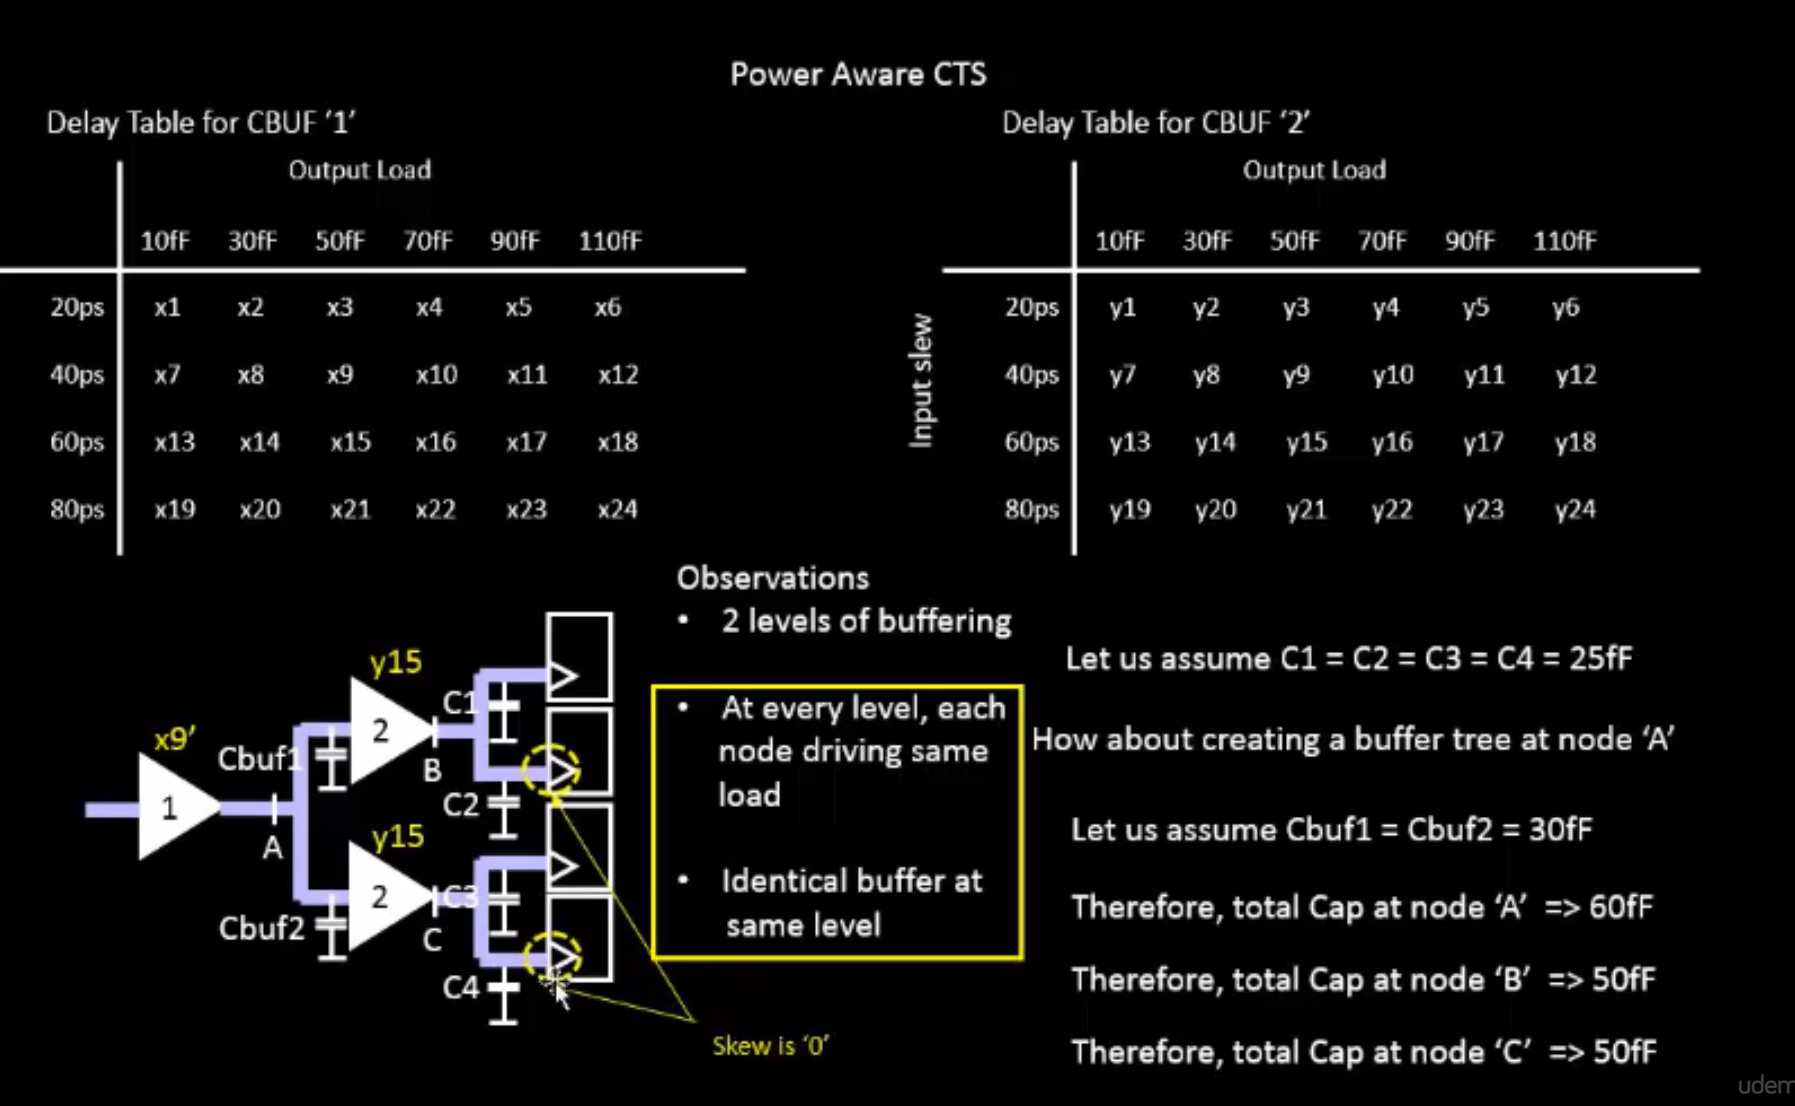 Power Aware CTS
Delay Table for CBUF ‘1’
Output Load
10fF 30fF 50fF 70fF 90fF 110fF
20ps x1 x2 x3 x4 x5 x6
40ps x7 x8 x9 x10 x11 x12
60ps x13 x14 x15 x16 x17 x18
80ps x19 x20 x21 x22 x23 x24
Delay Table for CBUF ‘2’
Output Load
Input slew
10fF 30fF 50fF 70fF 90fF 110fF
20ps y1 y2 y3 y4 y5 y6
40ps y7 y8 y9 y10 y11 y12
60ps y13 y14 y15 y16 y17 y18
80ps y19 y20 y21 y22 y23 y24
x9’
1
A
Cbuf1
y15
2
B
C1
C2
Cbuf2
y15
2
C
C3
C4
Observations
• 2 levels of buffering
• At every level, each
node driving same
load
• Identical buffer at
same level
Skew is ‘0’
Let us assume C1 = C2 = C3 = C4 = 25fF
How about creating a buffer tree at node ‘A’
Let us assume Cbuf1 = Cbuf2 = 30fF
Therefore, total Cap at node ‘A’ => 60fF
Therefore, total Cap at node ‘B’ => 50fF
Therefore, total Cap at node ‘C’ => 50fF
udem